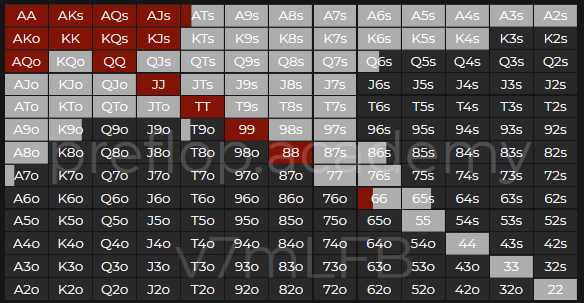 AA AKs AQs AJs ATs A9s A8s A7s A6s A5s A4s A3s A2s
AKo KK KQs KJs KTs K9s K8s K7s K6s K5s K4s K3s K2s
AQo KQo QQ QJs QTs Q9s Q8s Q7s Q6s Q5s Q4s Q3s Q2s
AJo KJo QJo JJ JTs J9s J8s J7s J6s J5s J4s J3s J2s
ATo KTo QTo JTo TT T9s T8s T7s T6s T5s T4s T3s T2s
A9o K9o Q9o J9o T9o 99 98s 97s 96s 95s 94s 93s 92s
A8o K8o Q8o J8o T8o 98o 88 87s 86s 85s 84s 83s 82s
preflop.academy
A7o K7o Q7o J7o T7o 97o 87o 77 76s 75s 74s 73s 72s
A6o K6o Q6o J6o T6o 96o 86o 76o 66 65s 64s 63s 62s
A5o K5o Q5o J5o T5o 95o 85o 75o 65o 55 54s 53s 52s
A4o K4o Q4o J4o T4o 94o 84o 74o 64o 54o 44 43s 42s
v7mLFB
A3o K3o Q3o J3o T3o 93o 83o 73o 63o 53o 43o 33 32s
A2o K2o Q2o J2o T2o 92o 82o 72o 62o 52o 42o 32o 22